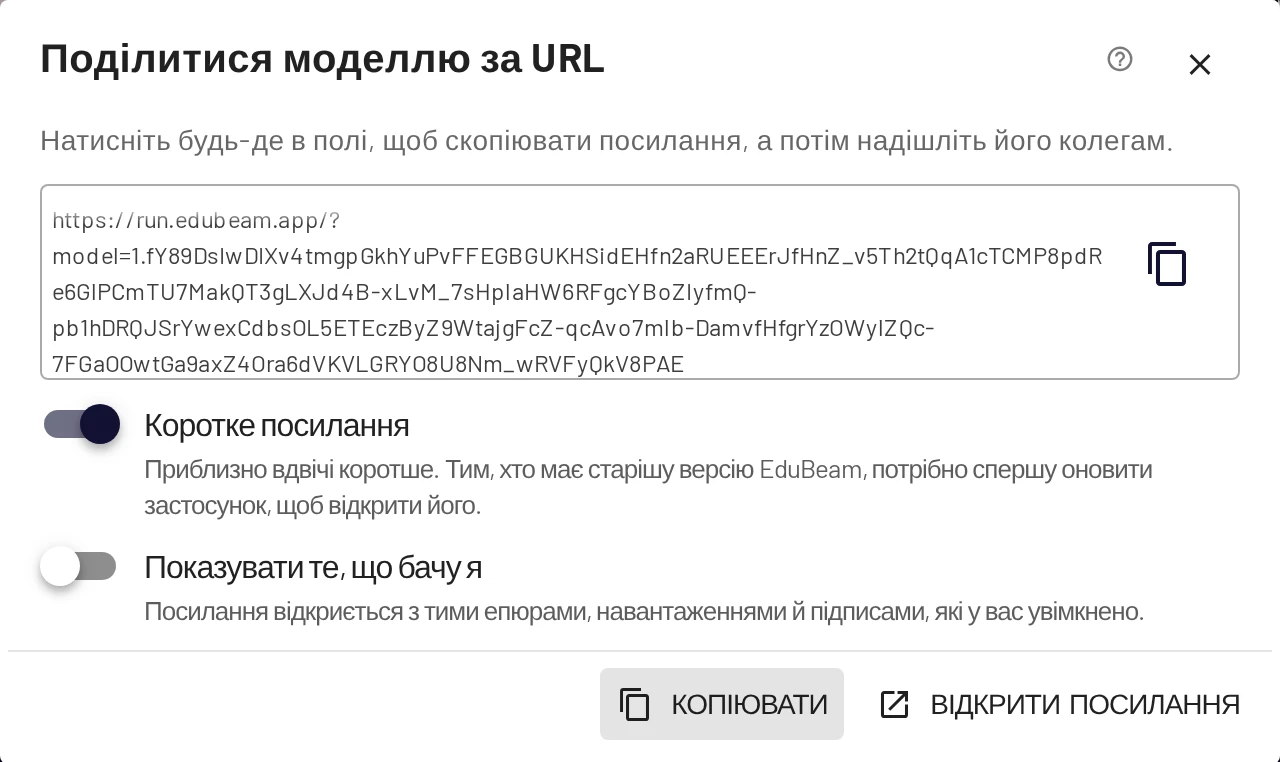 Поділитися моделлю за URL
Натисніть будь-де в полі, щоб скопіювати посилання, а потім надішліть його колегам.
https://run.edubeam.app/?
model=1.fY89DsIwDIXv4tmgpGkhYuPvFFEGBGUKHSidEHfn2aRUEEErJfHnZ_v5Th2tQqA1cTCMP8pdR
e6GIPCmTU7MakQT3gLXJd4B-xLvM_7sHpIaHW6RFgcYBoZIyfmQ-
pb1hDRQJSrYwexCdbsOL5ETEczByZ9WtajgFcZ-qcAvo7mIb-DamvfHfgrYzOWyIZQc-
7FGaO0wtGa9axZ4Ora6dVKVLGRYO8U8Nm_wRVFyQkV8PAE
Коротке посилання
Приблизно вдвічі коротше. Тим, хто має старішу версію EduBeam, потрібно спершу оновити
застосунок, щоб відкрити його.
Показувати те, що бачу я
Посилання відкриється з тими епюрами, навантаженнями й підписами, які у вас увімкнено.
КОПІЮВАТИ
ВІДКРИТИ ПОСИЛАННЯ